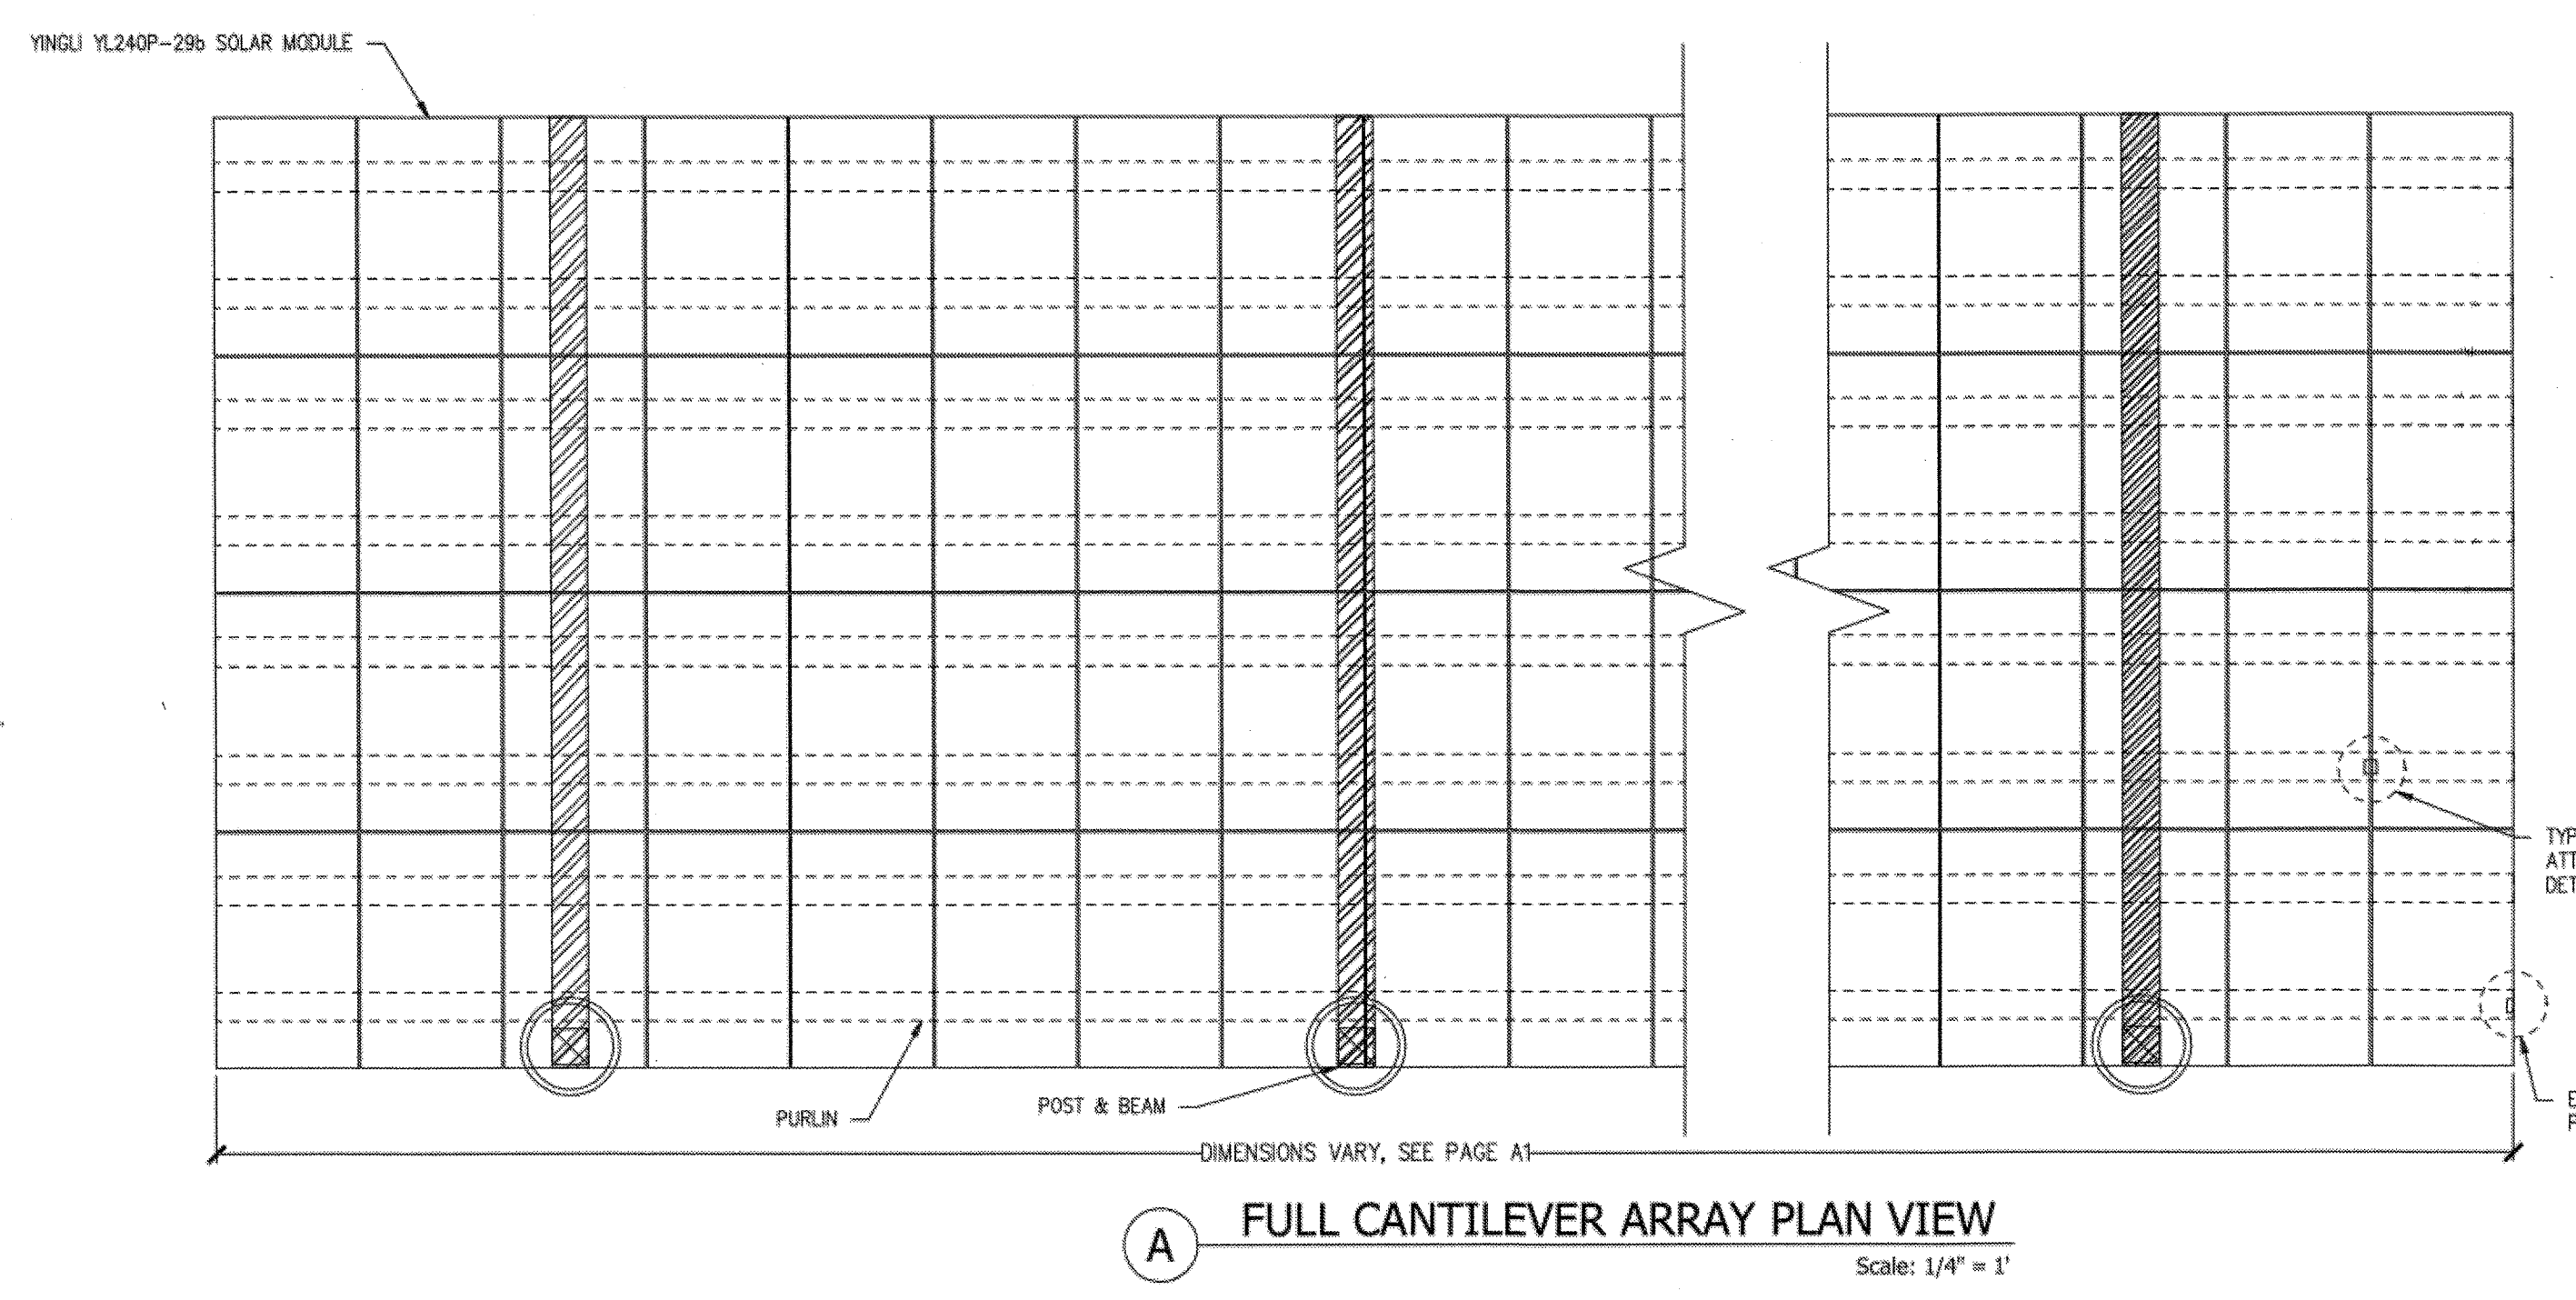 YINGLI YL240P-29b SOLAR MODULE
TYP
ATT
DET
PURLIN
POST & BEAM
E
DIMENSIONS VARY, SEE PAGE A1
A
FULL CANTILEVER ARRAY PLAN VIEW
Scale: 1/4" = 1'